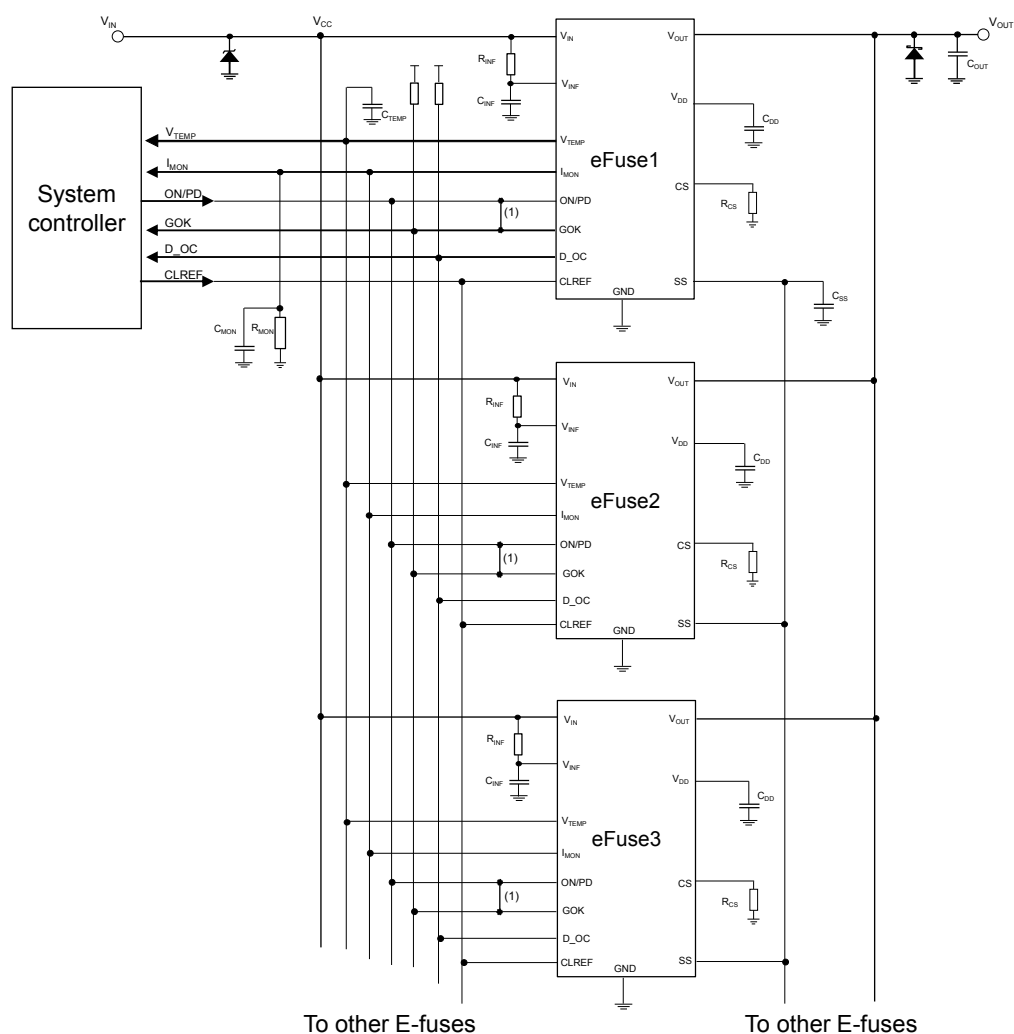 VIN
VCC
VOUT
VIN
VOUT
RINF
VINF
CINF
CTEMP
VDD
CDD
COUT
System
controller
VTEMP
IMON
ON/PD
GOK
D_OC
CLREF
VTEMP
IMON
ON/PD
(1)
GOK
D_OC
CLREF
eFuse1
CS
RCS
SS
CSS
GND
CMON
RMON
VIN
VOUT
RINF
VINF
CINF
VDD
CDD
VTEMP
eFuse2
IMON
ON/PD
(1)
GOK
D_OC
CLREF
CS
RCS
GND
SS
VIN
VOUT
RINF
VINF
CINF
VDD
CDD
VTEMP
eFuse3
IMON
ON/PD
(1)
GOK
D_OC
CLREF
CS
RCS
GND
SS
To other E-fuses
To other E-fuses